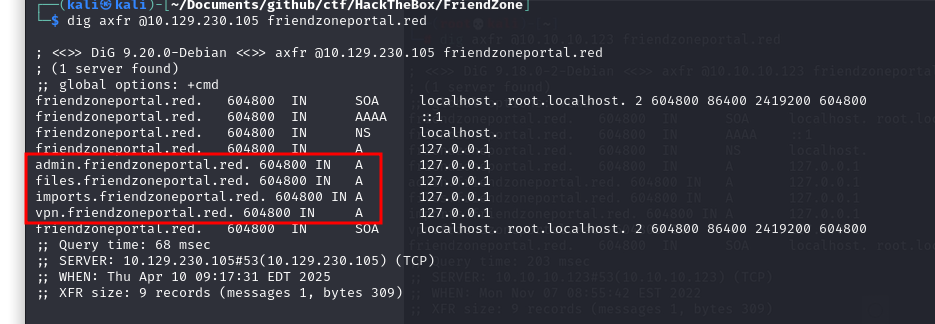 ┌──(kali㉿kali)-[~/Documents/github/ctf/HackTheBox/FriendZone]
└─$ dig axfr @10.129.230.105 friendzoneportal.red
; <<>> DiG 9.20.0-Debian <<>> axfr @10.129.230.105 friendzoneportal.red
; (1 server found)
;; global options: +cmd
friendzoneportal.red. 604800 IN SOA localhost. root.localhost. 2 604800 86400 2419200 604800
friendzoneportal.red. 604800 IN AAAA ::1
friendzoneportal.red. 604800 IN NS localhost.
friendzoneportal.red. 604800 IN A 127.0.0.1
admin.friendzoneportal.red. 604800 IN A 127.0.0.1
files.friendzoneportal.red. 604800 IN A 127.0.0.1
imports.friendzoneportal.red. 604800 IN A 127.0.0.1
vpn.friendzoneportal.red. 604800 IN A 127.0.0.1
friendzoneportal.red. 604800 IN SOA localhost. root.localhost. 2 604800 86400 2419200 604800
;; Query time: 68 msec
;; SERVER: 10.129.230.105#53(10.129.230.105) (TCP)
;; WHEN: Thu Apr 10 09:17:31 EDT 2025
;; XFR size: 9 records (messages 1, bytes 309)